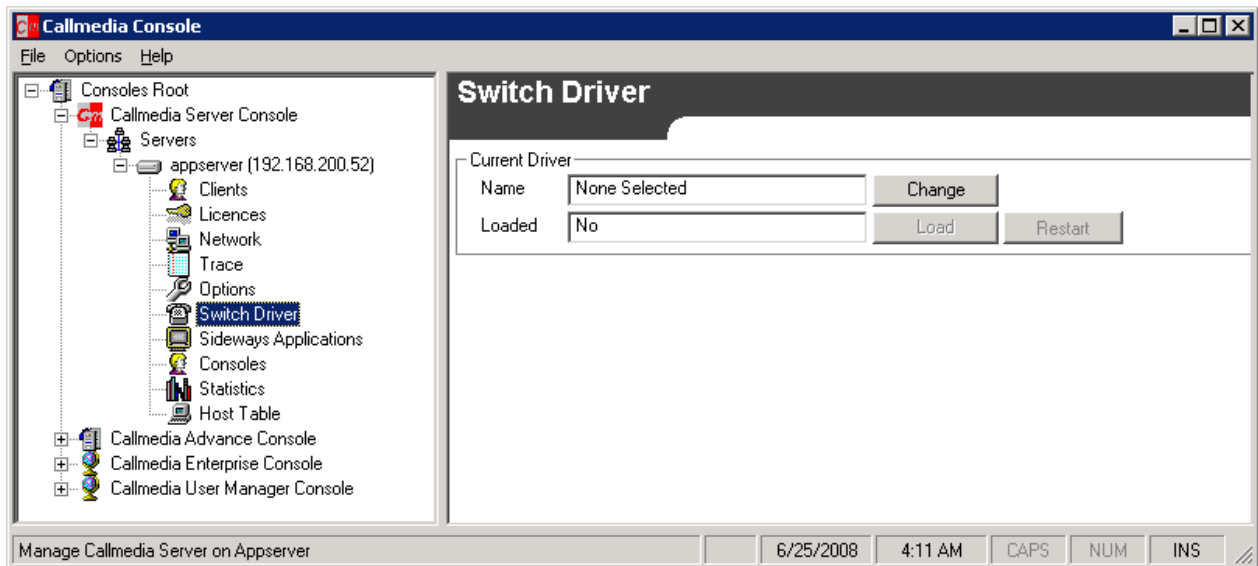 Callmedia Console
File Options Help
Consoles Root
Callmedia Server Console
Servers
appserver (192.168.200.52)
Clients
Licences
Network
Trace
Options
Switch Driver
Sideways Applications
Consoles
Statistics
Host Table
Callmedia Advance Console
Callmedia Enterprise Console
Callmedia User Manager Console
Switch Driver
Current Driver
Name None Selected Change
Loaded No Load Restart
Manage Callmedia Server on Appserver 6/25/2008 4:11 AM CAPS NUM INS